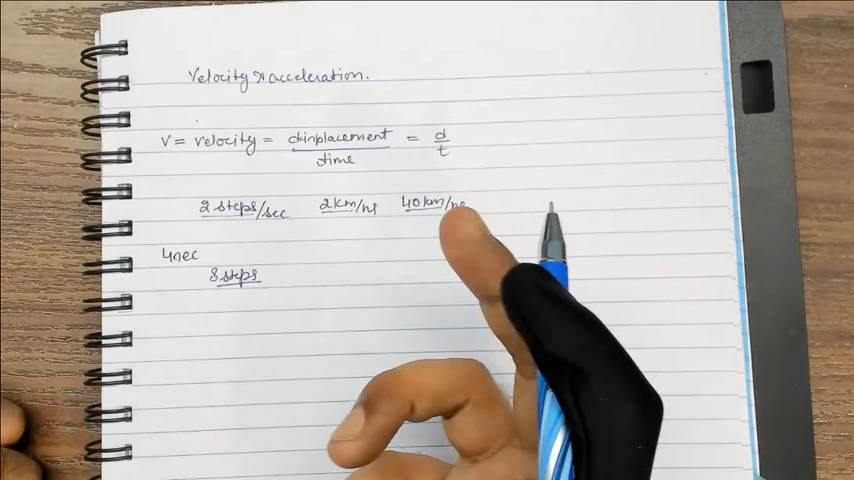 Velocity & acceleration.
V = velocity = displacement/time = d/t
2 steps/sec 2km/hr 40km/hr
4sec
8 steps